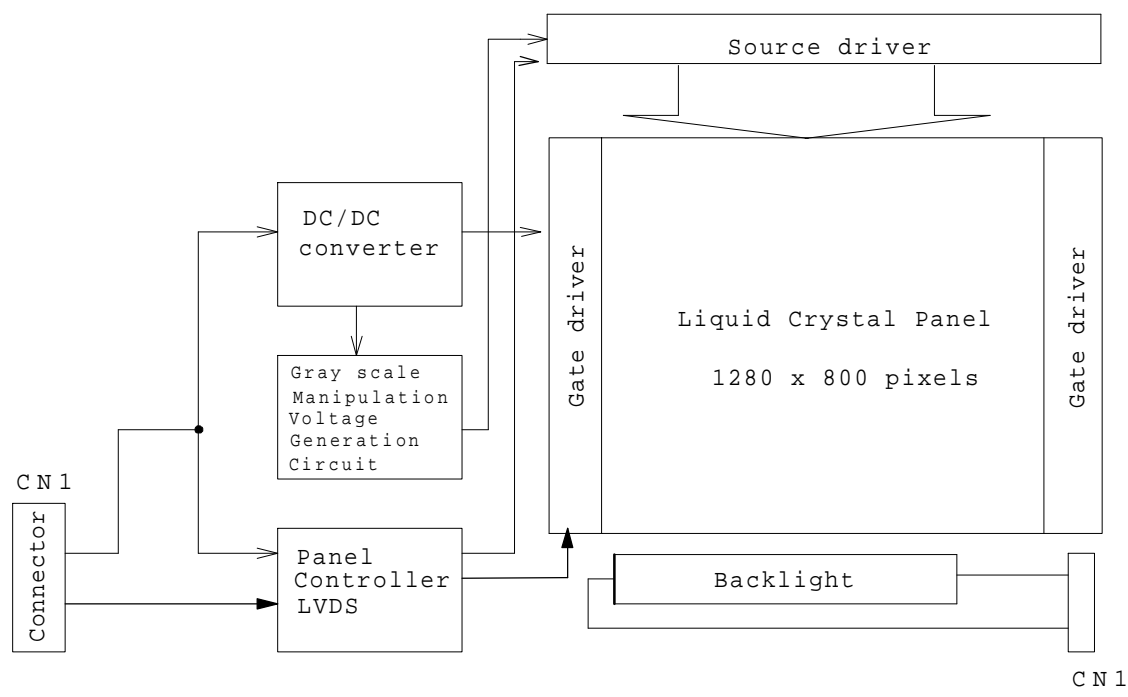 Source driver
DC/DC
converter
Gray scale
Manipulation
Voltage
Generation
Circuit
Gate driver
Liquid Crystal Panel
1280 x 800 pixels
Gate driver
CN1
Connector
Panel
Controller
LVDS
Backlight
CN1